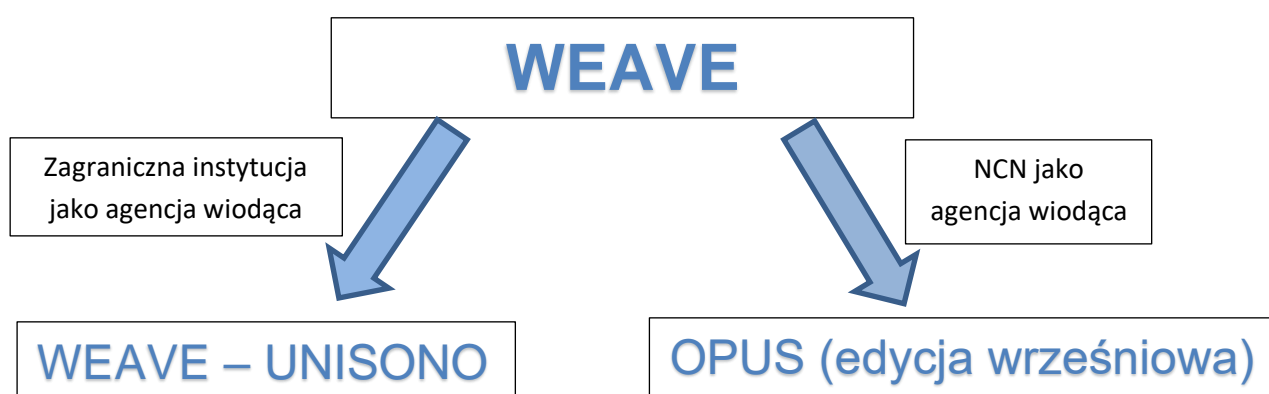 WEAVE
Zagraniczna instytucja
jako agencja wiodąca
NCN jako
agencja wiodąca
WEAVE – UNISONO
OPUS (edycja wrześniowa)